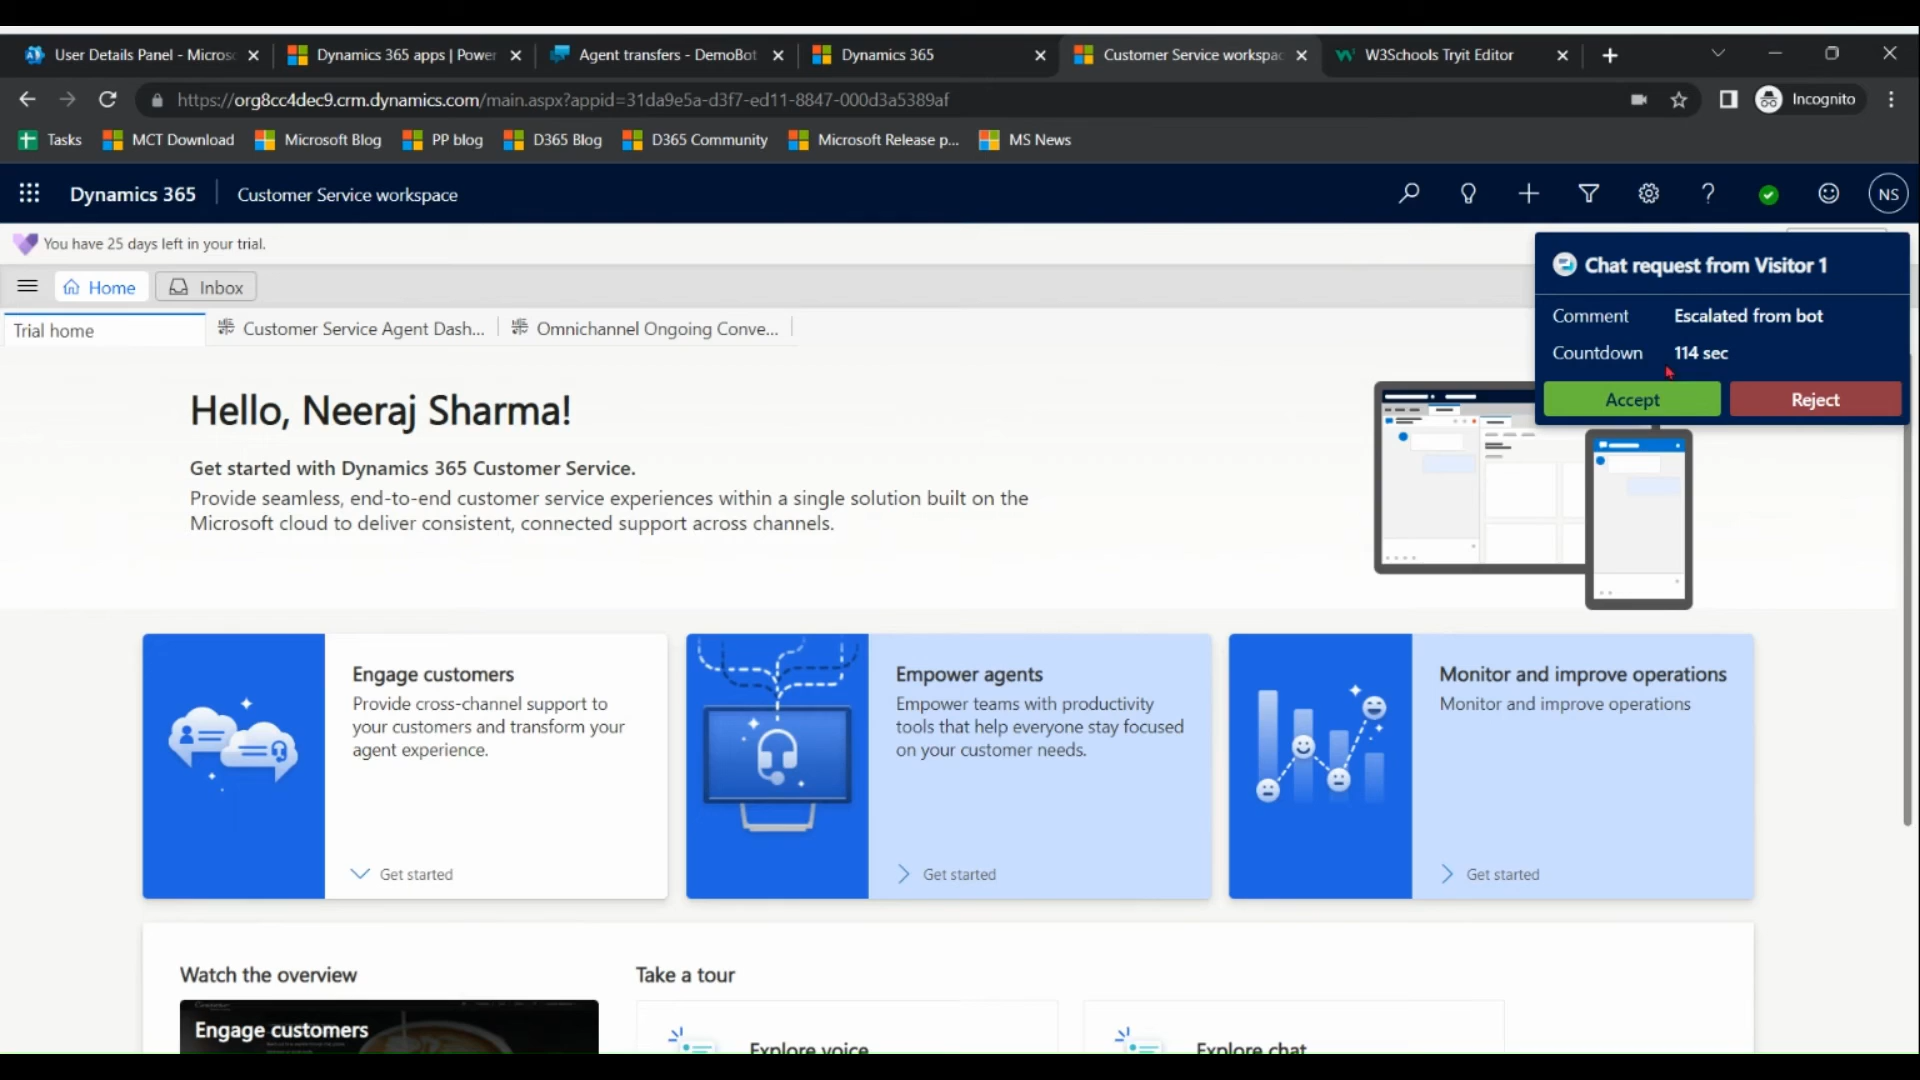 User Details Panel - Micros
Dynamics 365 apps | Power
Agent transfers - DemoBot
Dynamics 365
Customer Service workspac
W3Schools Tryit Editor
https://org8cc4dec9.crm.dynamics.com/main.aspx?appid=31da9e5a-d3f7-ed11-8847-000d3a5389af
Incognito
Tasks
MCT Download
Microsoft Blog
PP blog
D365 Blog
D365 Community
Microsoft Release p...
MS News
Dynamics 365
Customer Service workspace
NS
You have 25 days left in your trial.
Home
Inbox
Trial home
Customer Service Agent Dash...
Omnichannel Ongoing Conve...
Chat request from Visitor 1
Comment Escalated from bot
Countdown 114 sec
Accept
Reject
Hello, Neeraj Sharma!
Get started with Dynamics 365 Customer Service.
Provide seamless, end-to-end customer service experiences within a single solution built on the
Microsoft cloud to deliver consistent, connected support across channels.
Engage customers
Provide cross-channel support to
your customers and transform your
agent experience.
Get started
Empower agents
Empower teams with productivity
tools that help everyone stay focused
on your customer needs.
Get started
Monitor and improve operations
Monitor and improve operations
Get started
Watch the overview
Engage customers
Take a tour
Explore voice
Explore chat